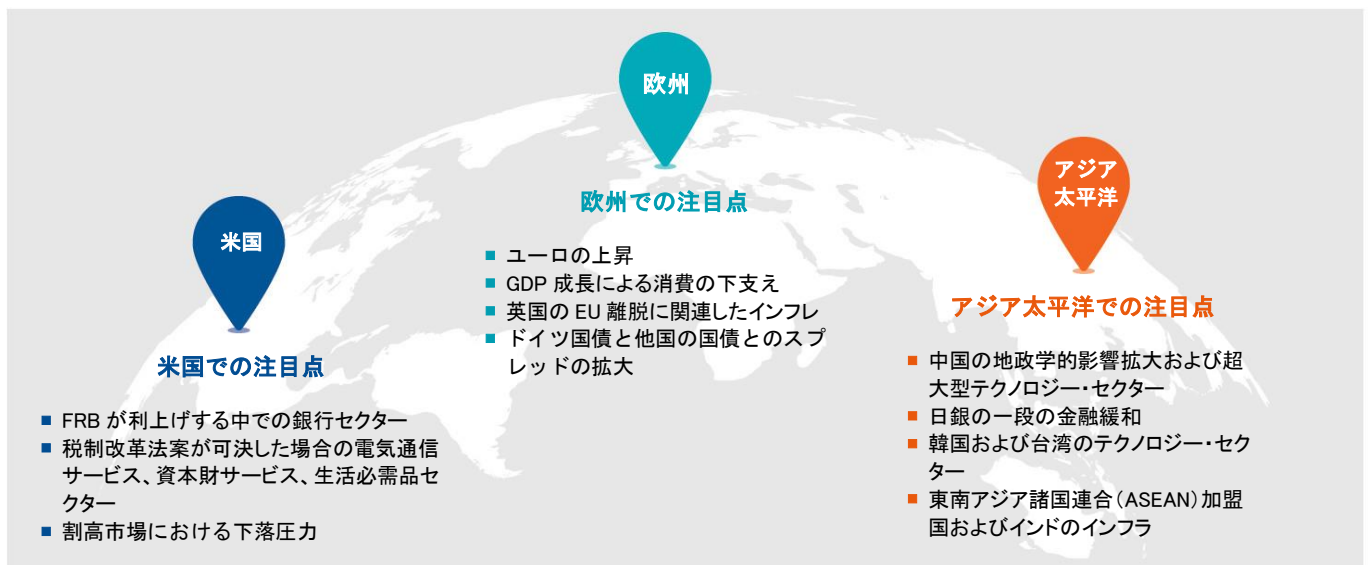 米国
米国での注目点
■ FRB が利上げする中での銀行セクター
■ 税制改革法案が可決した場合の電気通信
サービス、資本財サービス、生活必需品セ
クター
■ 割高市場における下落圧力
欧州
欧州での注目点
■ ユーロの上昇
■ GDP 成長による消費の下支え
■ 英国の EU 離脱に関連したインフレ
■ ドイツ国債と他国の国債とのスプ
レッドの拡大
アジア
太平洋
アジア太平洋での注目点
■ 中国の地政学的影響拡大および超
大型テクノロジー・セクター
■ 日銀の一段の金融緩和
■ 韓国および台湾のテクノロジー・セク
ター
■ 東南アジア諸国連合（ASEAN）加盟
国およびインドのインフラ